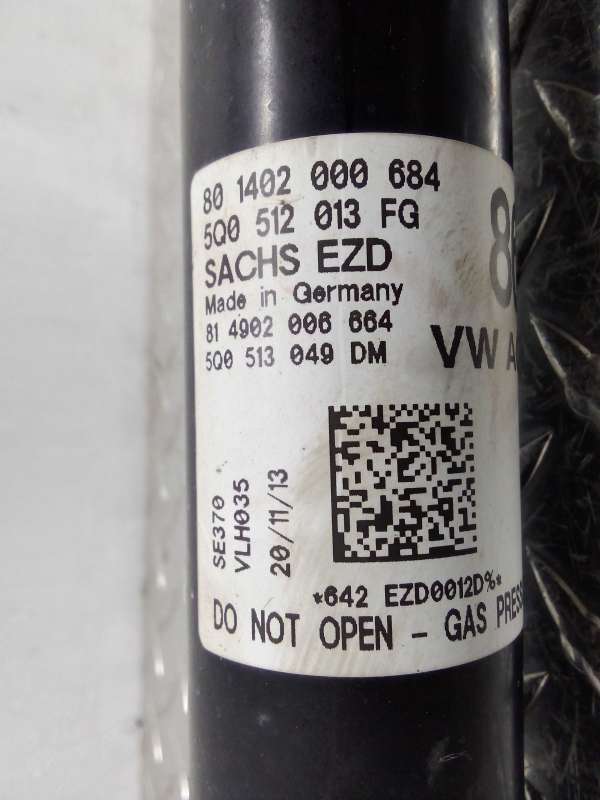 80 1402 000 684
5Q0 512 013 FG
SACHS EZD
Made in Germany
81 4902 006 664
5Q0 513 049 DM
VW
SE370
VLH035
20/11/13
*642 EZD0012D%*
DO NOT OPEN - GAS